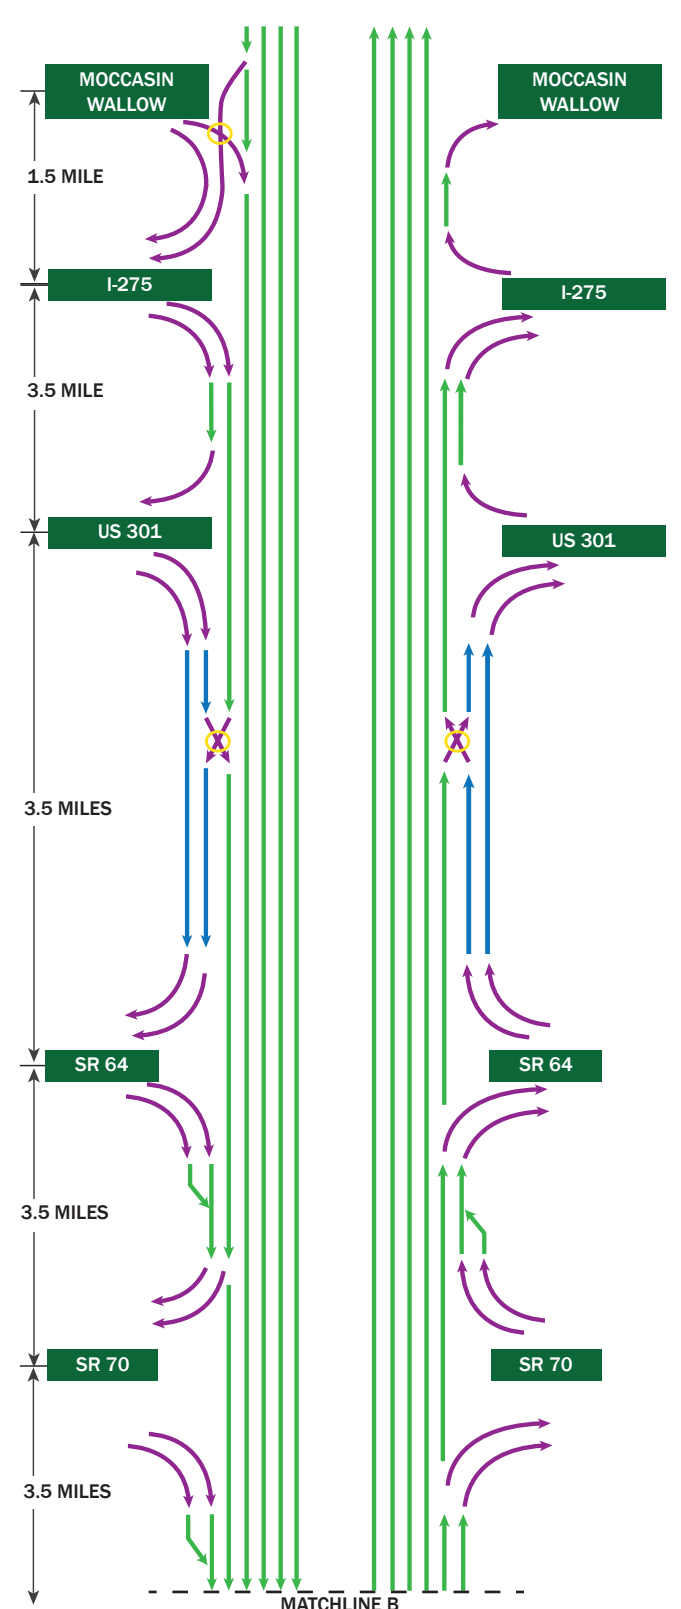 MOCCASIN
WALLOW
MOCCASIN
WALLOW
1.5 MILE
I-275
I-275
3.5 MILE
US 301
US 301
3.5 MILES
SR 64
SR 64
3.5 MILES
SR 70
SR 70
3.5 MILES
MATCHLINE B